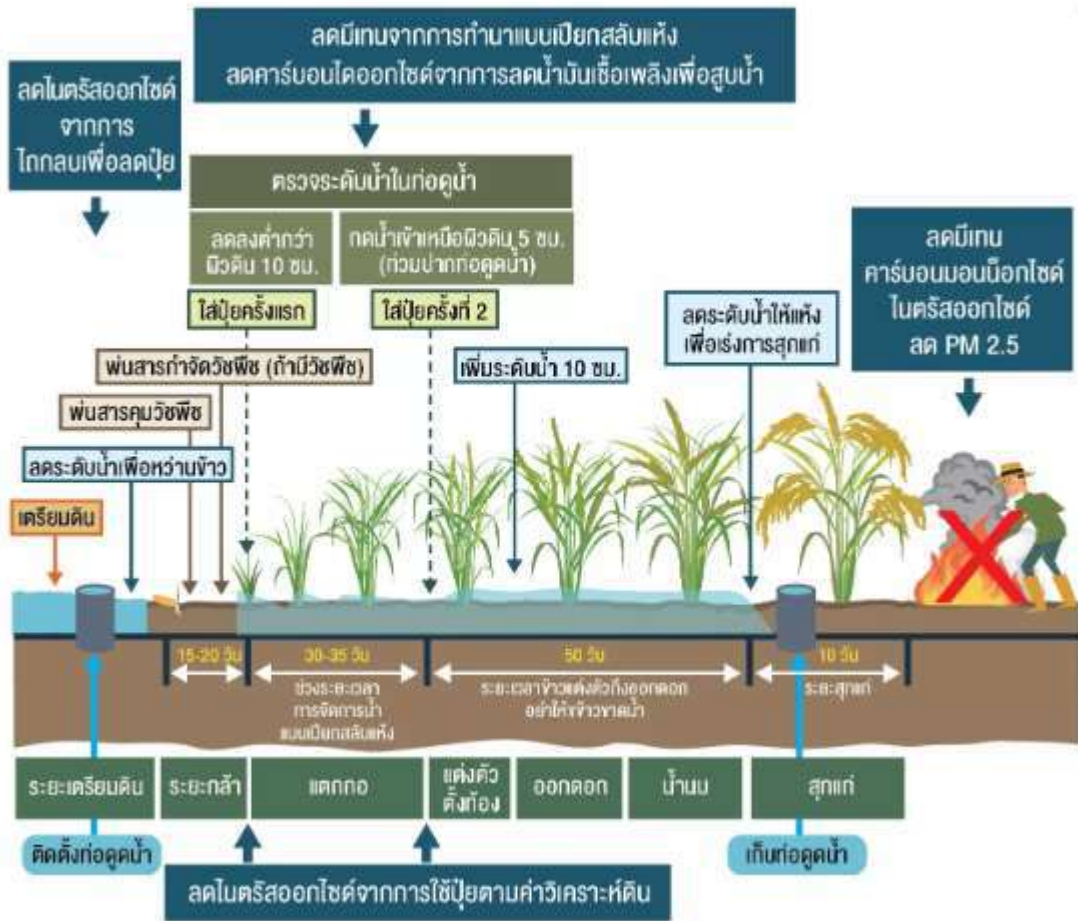 ลดมีเทนจากการทำนาแบบเปียกสลับแห้ง
ลดคาร์บอนไดออกไซด์จากการลดน้ำมันเชื้อเพลิงเพื่อสูบน้ำ
ลดไนตรัสออกไซด์
จากการ
ไถกลบเพื่อลดปุ๋ย
ตรวจระดับน้ำในท่อดูน้ำ
ลดลงต่ำกว่า
ผิวดิน 10 ซม.
ทดน้ำเข้าเหนือผิวดิน 5 ซม.
(ท่วมปากท่อดูดน้ำ)
ลดมีเทน
คาร์บอนมอนน็อกไซด์
ไนตรัสออกไซด์
ลด PM 2.5
ใส่ปุ๋ยครั้งแรก
ใส่ปุ๋ยครั้งที่ 2
ลดระดับน้ำให้แห้ง
เพื่อเร่งการสุกแก่
พ่นสารกำจัดวัชพืช (ถ้ามีวัชพืช)
เพิ่มระดับน้ำ 10 ซม.
พ่นสารคุมวัชพืช
ลดระดับน้ำเพื่อหว่านข้าว
เตรียมดิน
15-20 วัน
30-35 วัน
50 วัน
10 วัน
ช่วงระยะเวลา
การจัดการน้ำ
แบบเปียกสลับแห้ง
ระยะเวลาข้าวแต่งตัวถึงออกดอก
อย่าให้ข้าวขาดน้ำ
ระยะสุกแก่
ระยะเตรียมดิน
ระยะกล้า
แตกกอ
แต่งตัว
ตั้งท้อง
ออกดอก
น้ำนม
สุกแก่
ติดตั้งท่อดูดน้ำ
เก็บท่อดูดน้ำ
ลดไนตรัสออกไซด์จากการใช้ปุ๋ยตามค่าวิเคราะห์ดิน